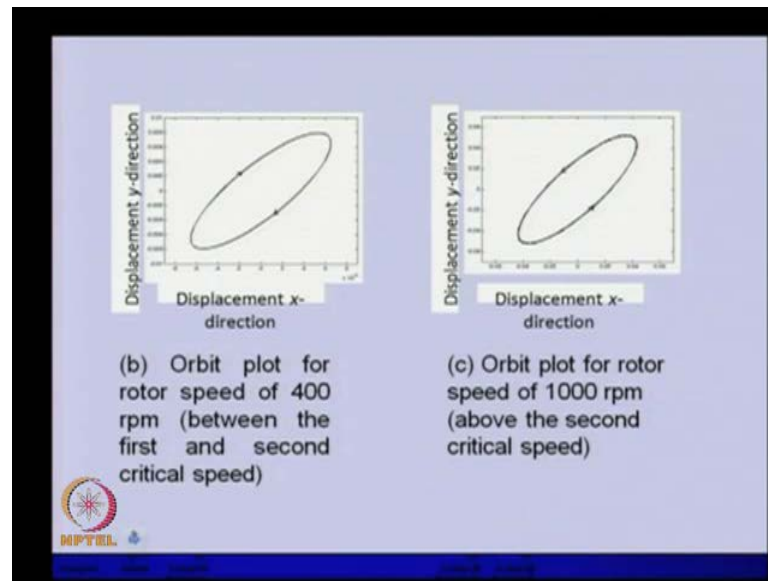 Displacement y-direction
Displacement x-
direction
(b) Orbit plot for
rotor speed of 400
rpm (between the
first and second
critical speed)
Displacement y-direction
Displacement x-
direction
(c) Orbit plot for rotor
speed of 1000 rpm
(above the second
critical speed)
NPTEL